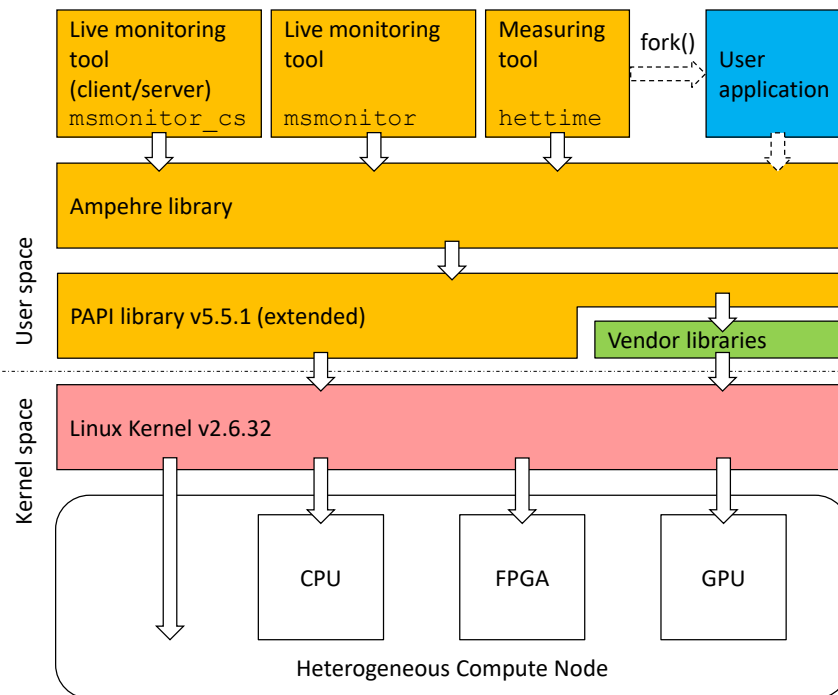 Live monitoring
tool
(client/server)
msmonitor_cs
Live monitoring
tool
msmonitor
Measuring
tool
hettime
fork()
User
application
Ampehre library
User space
PAPI library v5.5.1 (extended)
Vendor libraries
Kernel space
Linux Kernel v2.6.32
CPU
FPGA
GPU
Heterogeneous Compute Node